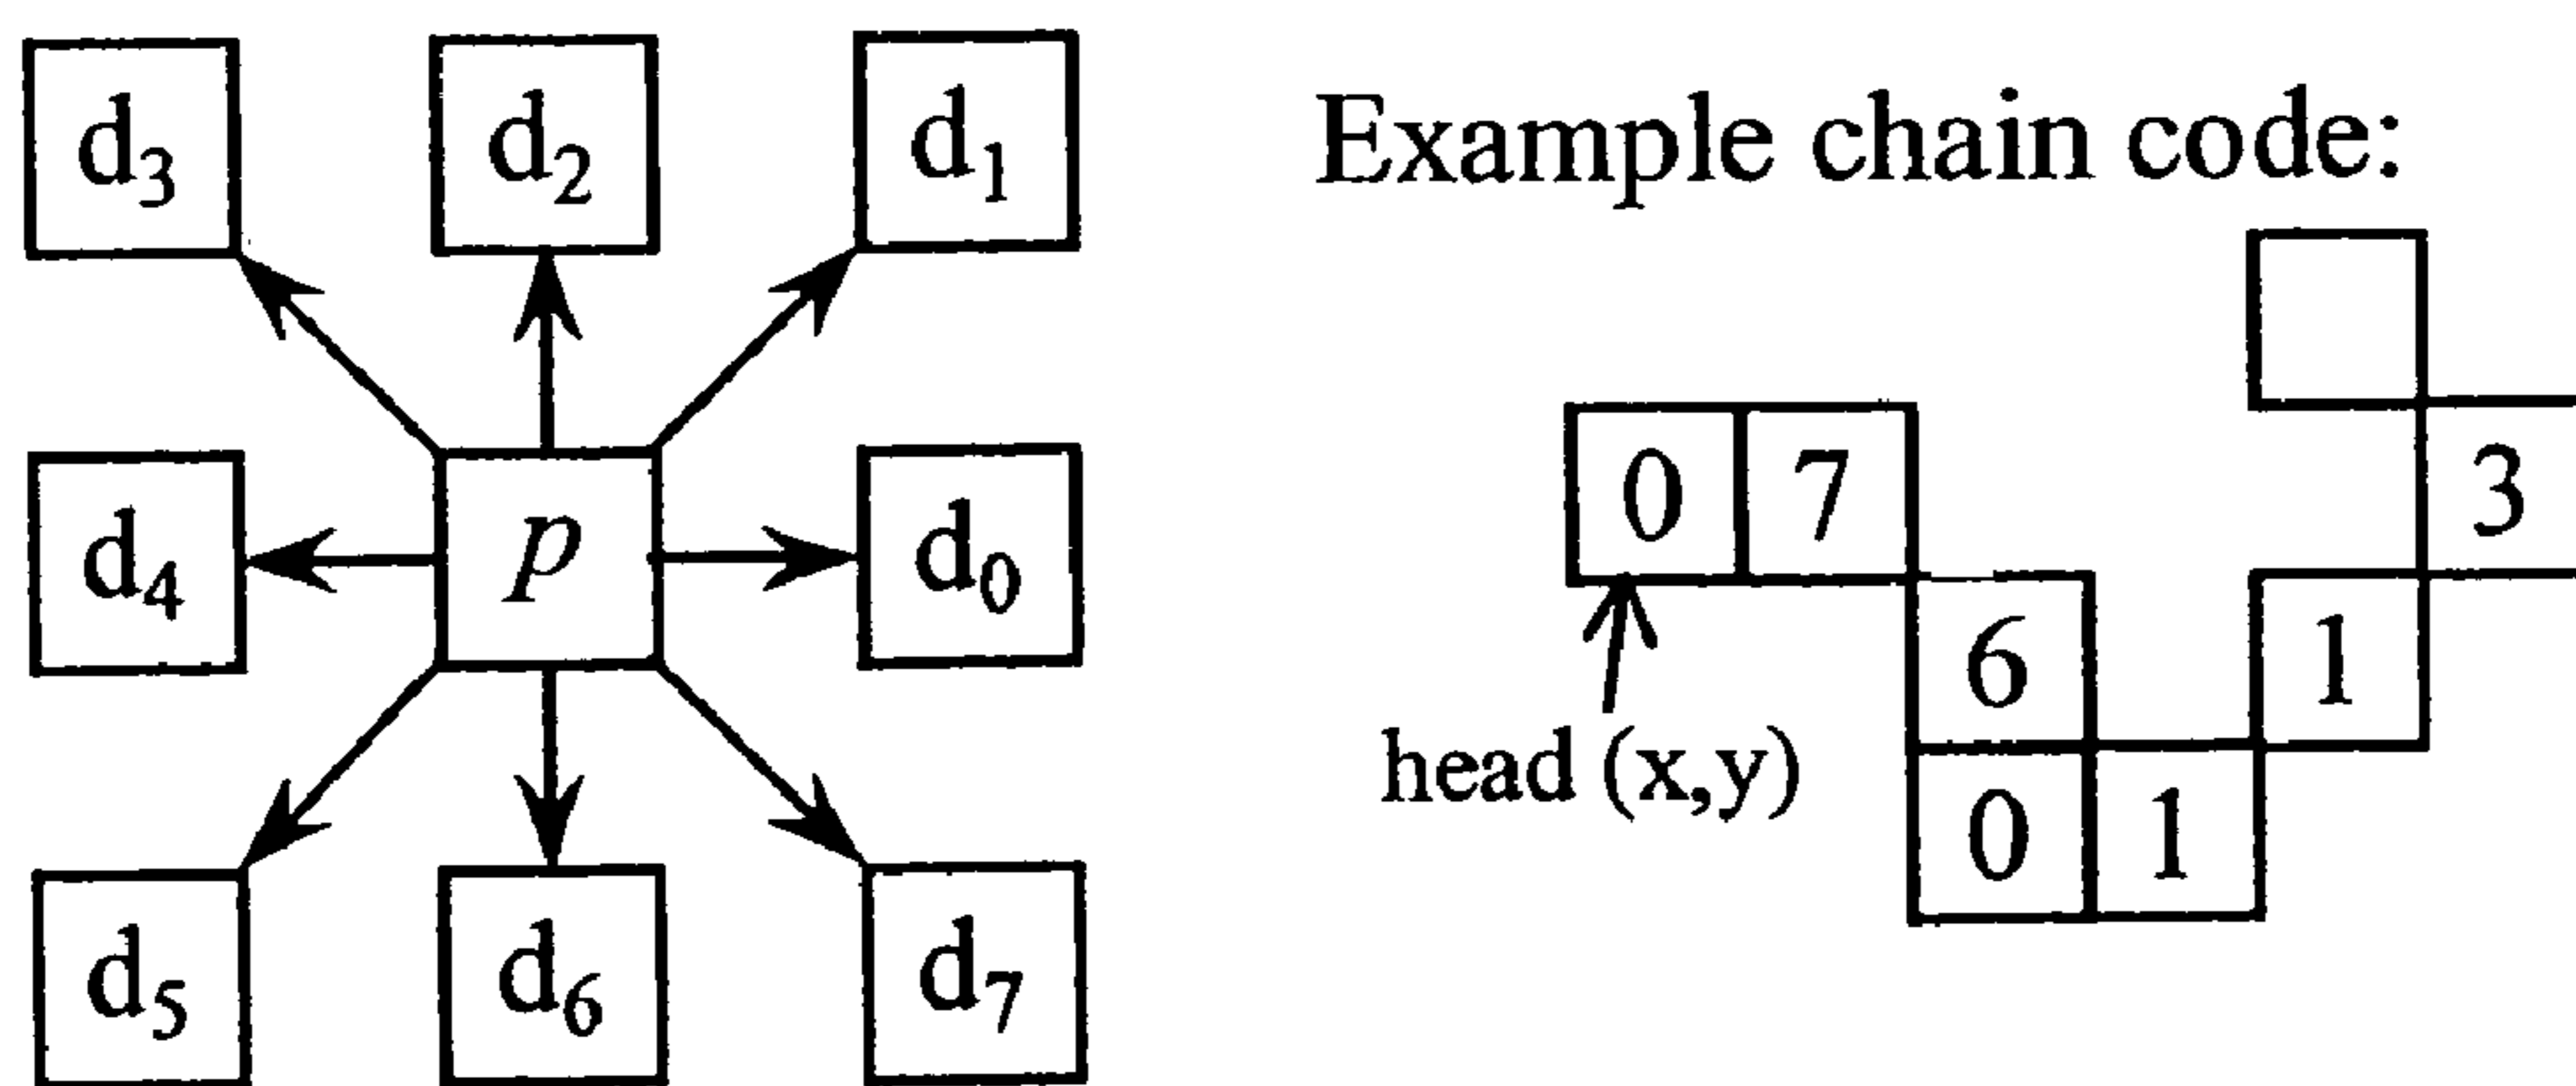 d3 d2 d1
Example chain code:
d4 p d0
0 7 3
6 1
head (x,y)
0 1
d5 d6 d7